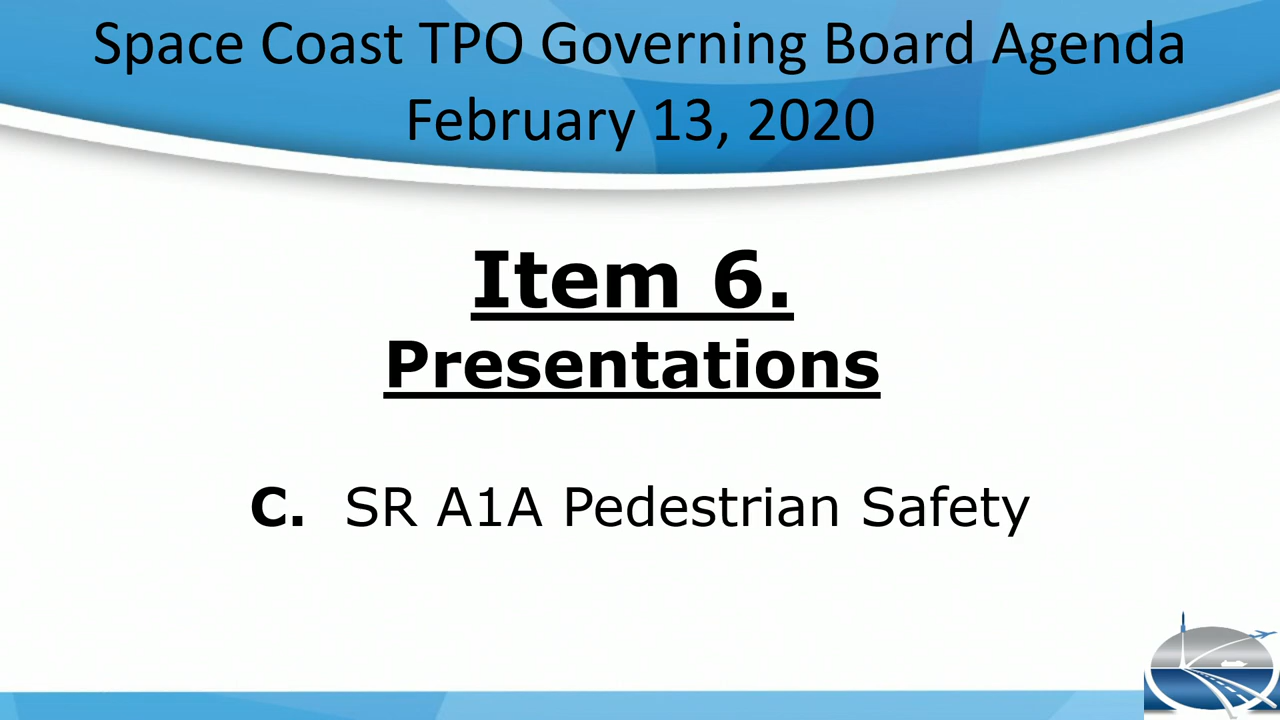 Space Coast TPO Governing Board Agenda
February 13, 2020
Item 6.
Presentations
C. SR A1A Pedestrian Safety